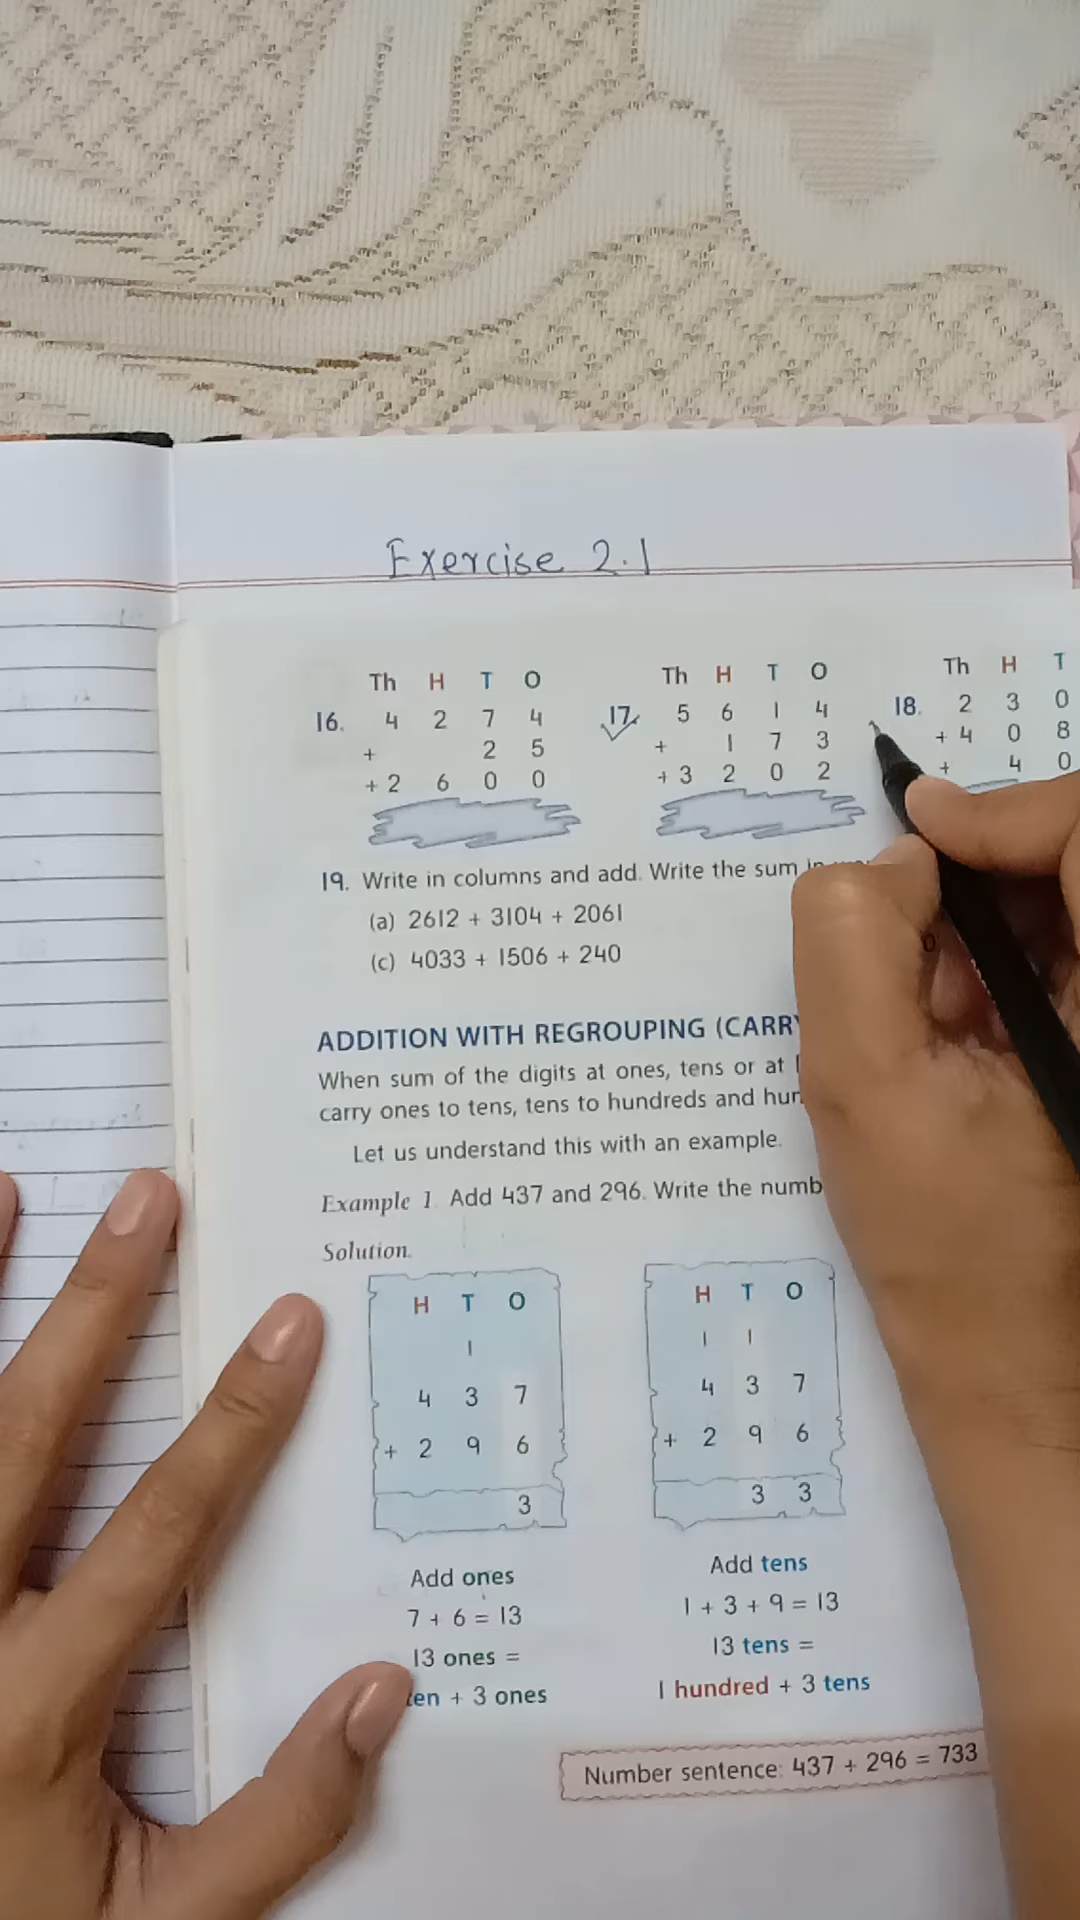 Exercise 2.1
Th H T O
16. 4 2 7 4
+ 2 5
+ 2 6 0 0
Th H T O
17. 5 6 1 4
+ 1 7 3
+ 3 2 0 2
Th H T
18. 2 3 0
+ 4 0 8
+ 4 0
19. Write in columns and add. Write the sum in
(a) 2612 + 3104 + 2061
(c) 4033 + 1506 + 240
ADDITION WITH REGROUPING (CARRY
When sum of the digits at ones, tens or at
carry ones to tens, tens to hundreds and
Let us understand this with an example.
Example 1. Add 437 and 296. Write the
Solution.
H T O
1
4 3 7
+ 2 9 6
3
Add ones
7 + 6 = 13
13 ones =
ten + 3 ones
H T O
1 1
4 3 7
+ 2 9 6
3 3
Add tens
1 + 3 + 9 = 13
13 tens =
1 hundred + 3 tens
Number sentence: 437 + 296 = 733